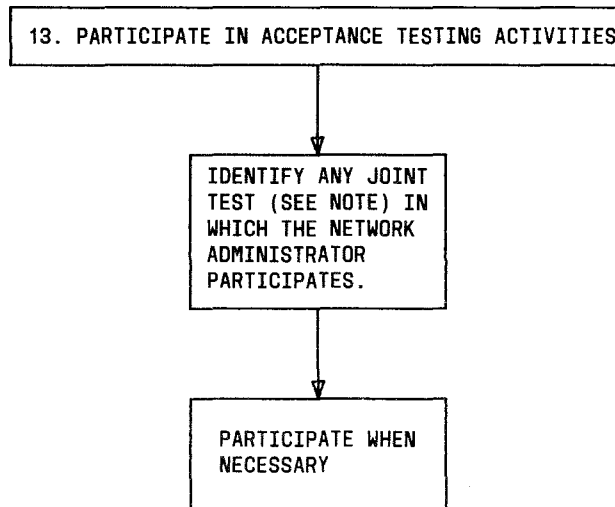 13. PARTICIPATE IN ACCEPTANCE TESTING ACTIVITIES
IDENTIFY ANY JOINT
TEST (SEE NOTE) IN
WHICH THE NETWORK
ADMINISTRATOR
PARTICIPATES.
PARTICIPATE WHEN
NECESSARY